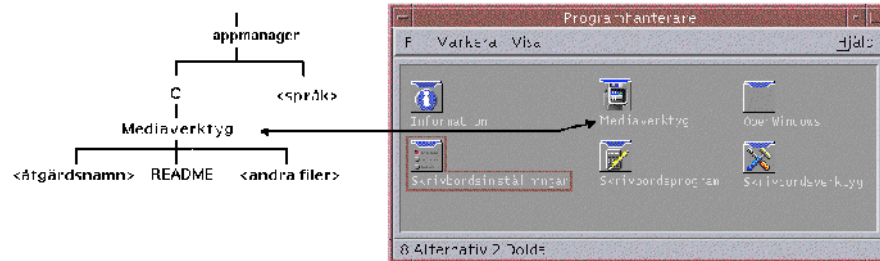 appmanager
C <språk>
Mediaverktyg
<åtgärdsnamn> README <andra filer>
Programhanterare
Markera Visa Hjälp
Information Mediaverktyg OpenWindows
Skrivbordsinställningar Skrivbordsprogram Skrivbordsverktyg
8 Alternativ 2 Dolda